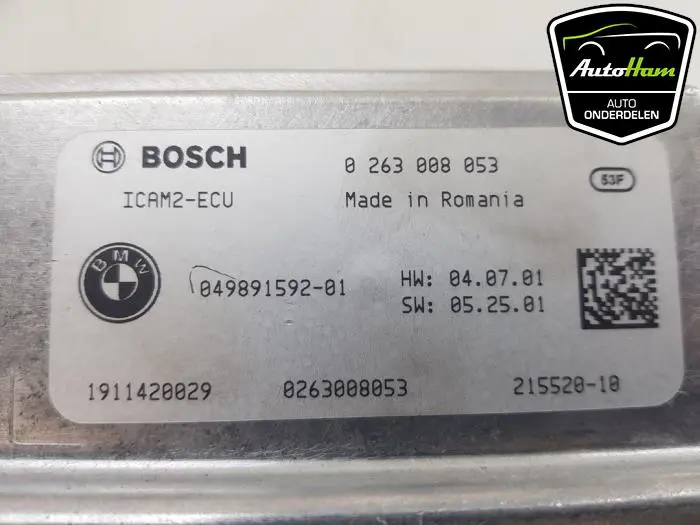 AutoHam
AUTO
ONDERDELEN
BOSCH 0 263 008 053
ICAM2-ECU Made in Romania
53F
BMW
049891592-01 HW: 04.07.01
SW: 05.25.01
1911420029 0263008053 215520-10